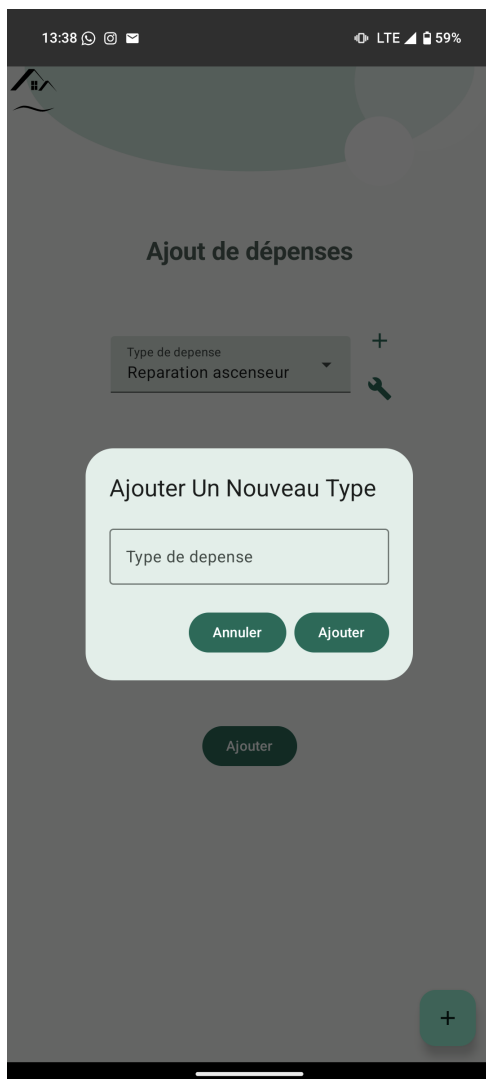 13:38 LTE 59%
Ajout de dépenses
Type de depense
Reparation ascenseur
Ajouter Un Nouveau Type
Type de depense
Annuler Ajouter
Ajouter